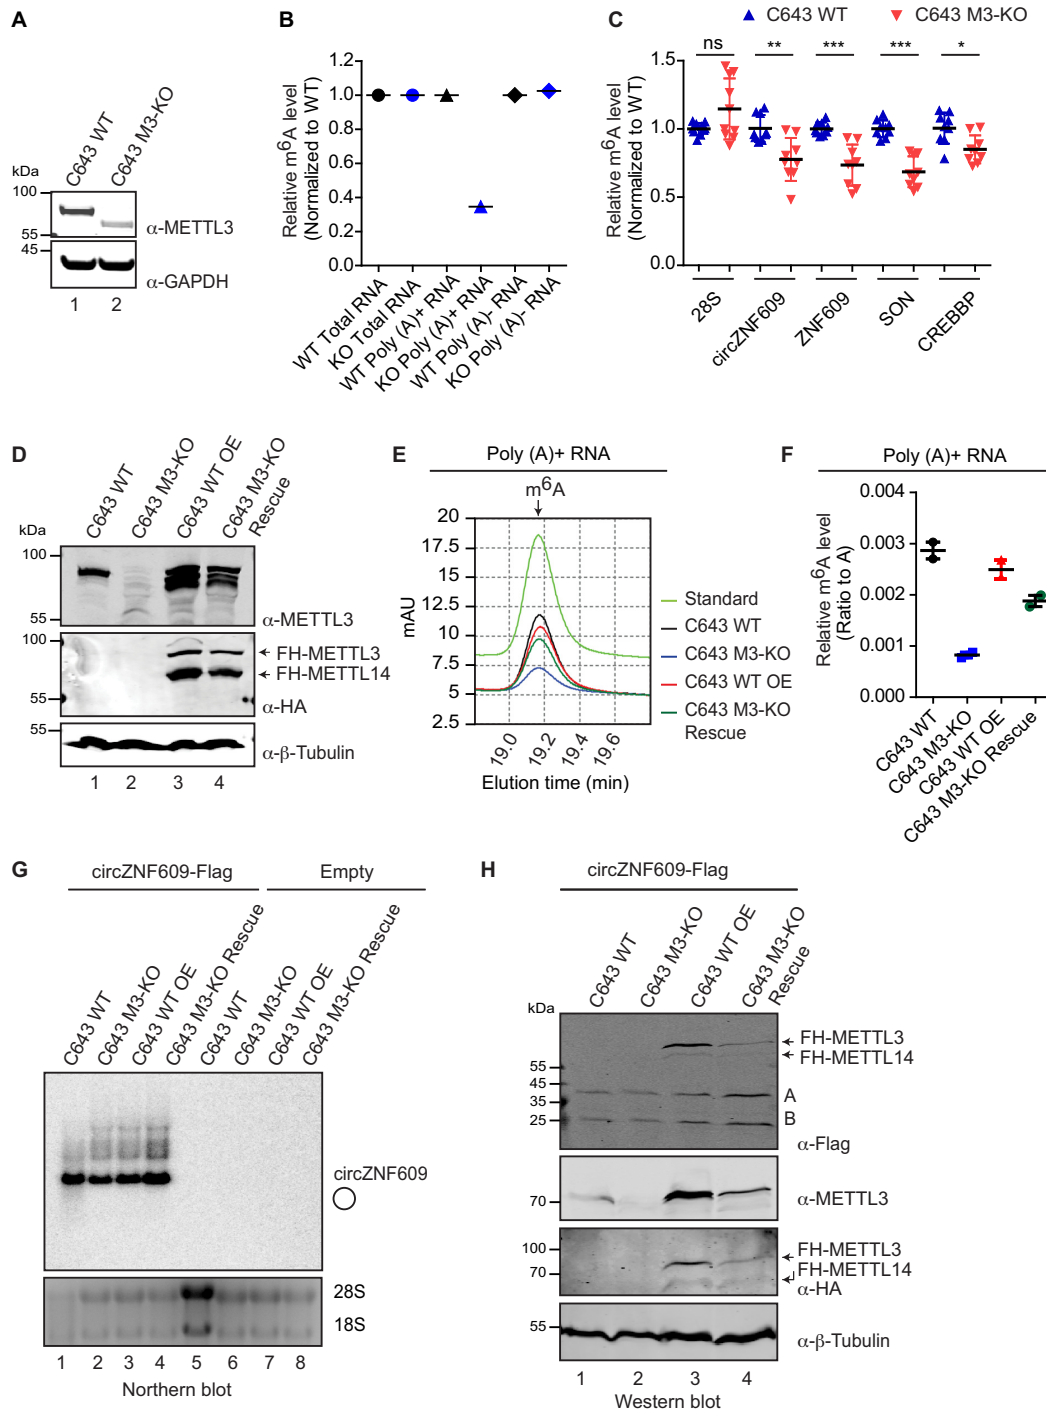 A
C643 WT
C643 M3-KO
kDa
100
55
45
α-METTL3
α-GAPDH
1 2
B
Relative m6A level
(Normalized to WT)
1.2
1.0
0.8
0.6
0.4
0.2
0.0
WT Total RNA
KO Total RNA
WT Poly (A)+ RNA
KO Poly (A)+ RNA
WT Poly (A)- RNA
KO Poly (A)- RNA
C
C643 WT C643 M3-KO
ns ** *** *** *
Relative m6A level
(Normalized to WT)
1.5
1.0
0.5
0.0
28S
circZNF609
ZNF609
SON
CREBBP
D
C643 WT
C643 M3-KO
C643 WT OE
C643 M3-KO
Rescue
kDa
100
55
α-METTL3
100
FH-METTL3
FH-METTL14
55
α-HA
55
α-β-Tubulin
1 2 3 4
E
Poly (A)+ RNA
m6A
mAU
20
17.5
15
12.5
10
7.5
5
2.5
19.0 19.2 19.4 19.6
Elution time (min)
Standard
C643 WT
C643 M3-KO
C643 WT OE
C643 M3-KO
Rescue
F
Poly (A)+ RNA
Relative m6A level
(Ratio to A)
0.004
0.003
0.002
0.001
0.000
C643 WT
C643 M3-KO
C643 WT OE
C643 M3-KO Rescue
G
circZNF609-Flag Empty
C643 WT
C643 M3-KO
C643 WT OE
C643 M3-KO Rescue
C643 WT
C643 M3-KO
C643 WT OE
C643 M3-KO Rescue
circZNF609
28S
18S
1 2 3 4 5 6 7 8
Northern blot
H
circZNF609-Flag
C643 WT
C643 M3-KO
C643 WT OE
C643 M3-KO
Rescue
kDa
FH-METTL3
FH-METTL14
55
45
35
25
A
B
α-Flag
70
α-METTL3
100
70
FH-METTL3
FH-METTL14
α-HA
55
α-β-Tubulin
1 2 3 4
Western blot